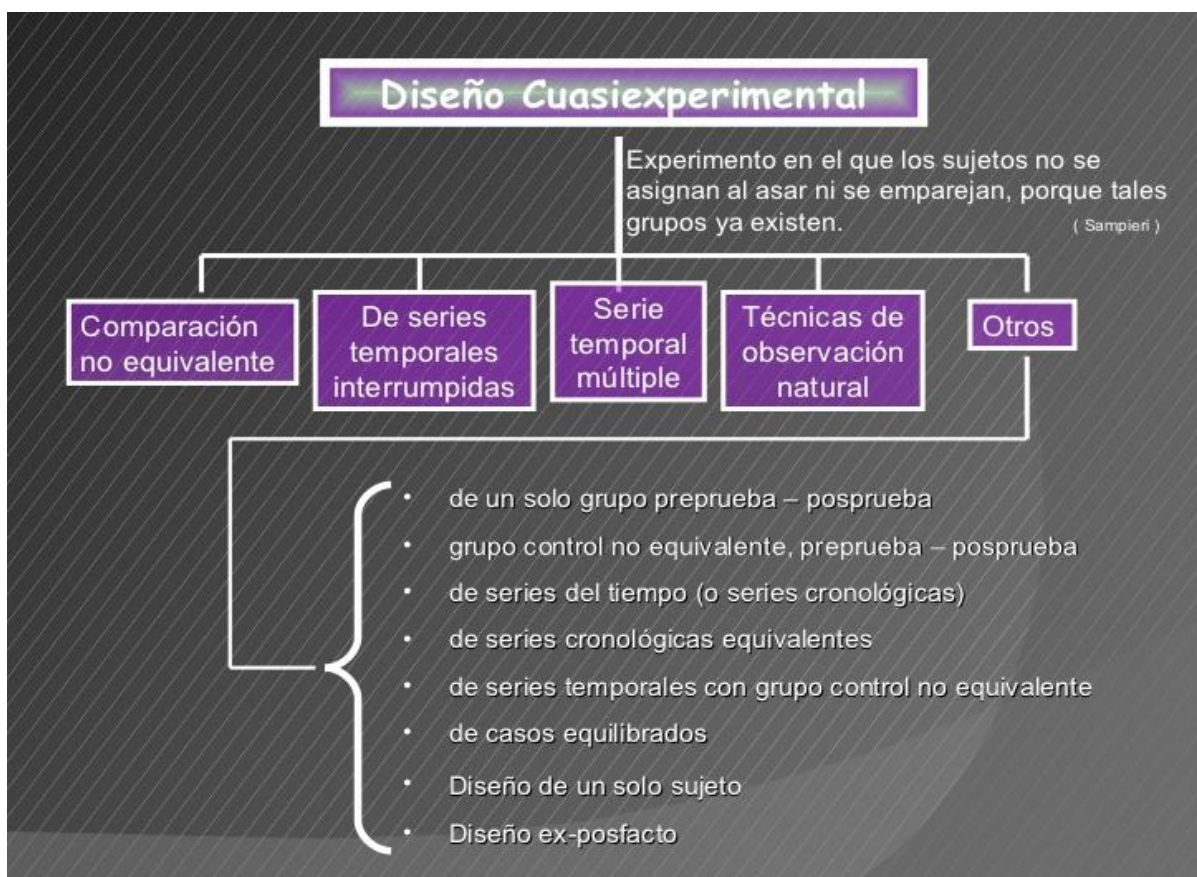 Diseño Cuasiexperimental
Experimento en el que los sujetos no se
asignan al asar ni se emparejan, porque tales
grupos ya existen. ( Sampieri )
Comparación
no equivalente
De series
temporales
interrumpidas
Serie
temporal
múltiple
Técnicas de
observación
natural
Otros
• de un solo grupo preprueba – posprueba
• grupo control no equivalente, preprueba – posprueba
• de series del tiempo (o series cronológicas)
• de series cronológicas equivalentes
• de series temporales con grupo control no equivalente
• de casos equilibrados
• Diseño de un solo sujeto
• Diseño ex-posfacto